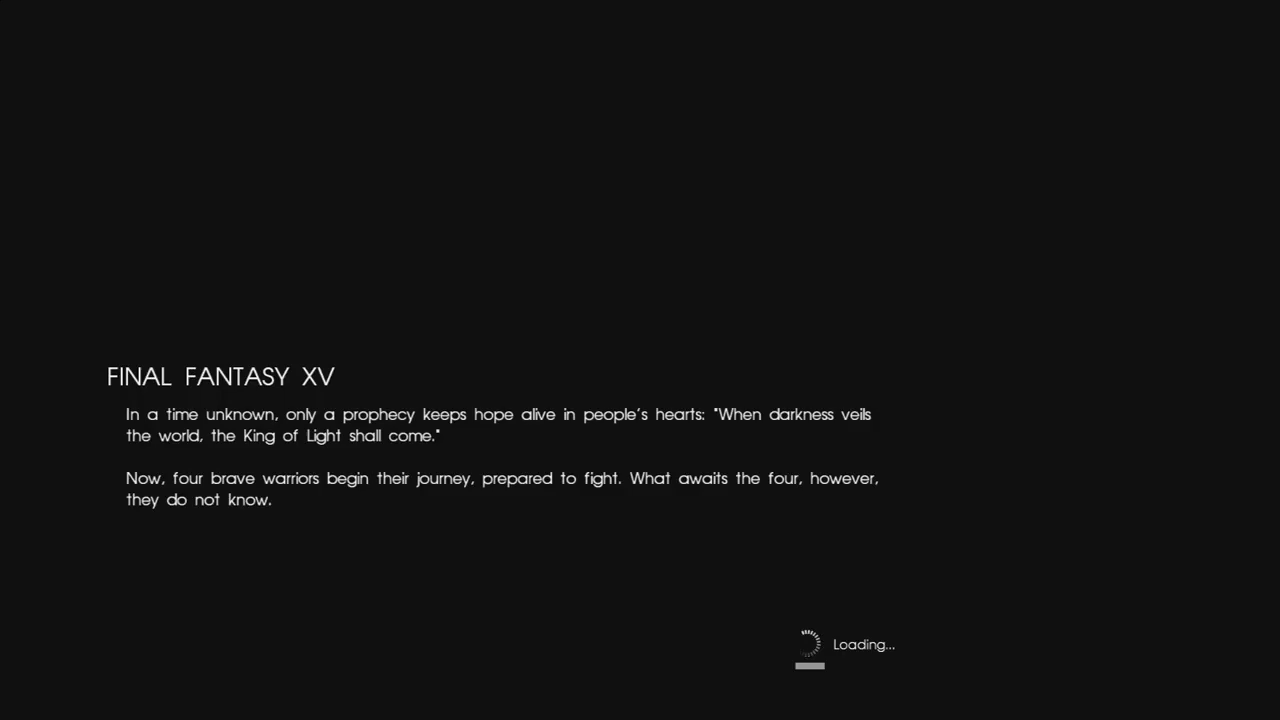 FINAL FANTASY XV
In a time unknown, only a prophecy keeps hope alive in people's hearts: "When darkness veils
the world, the King of Light shall come."
Now, four brave warriors begin their journey, prepared to fight. What awaits the four, however,
they do not know.
Loading...